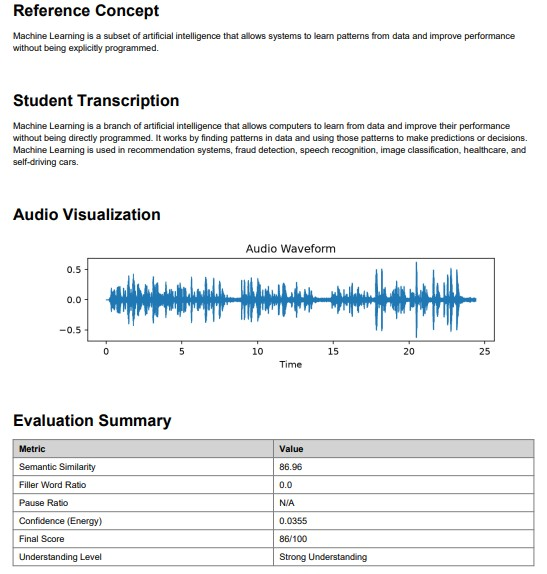 Reference Concept
Machine Learning is a subset of artificial intelligence that allows systems to learn patterns from data and improve performance
without being explicitly programmed.
Student Transcription
Machine Learning is a branch of artificial intelligence that allows computers to learn from data and improve their performance
without being directly programmed. It works by finding patterns in data and using those patterns to make predictions or decisions.
Machine Learning is used in recommendation systems, fraud detection, speech recognition, image classification, healthcare, and
self-driving cars.
Audio Visualization
Audio Waveform
0.5
0.0
−0.5
0 5 10 15 20 25
Time
Evaluation Summary
Metric Value
Semantic Similarity 86.96
Filler Word Ratio 0.0
Pause Ratio N/A
Confidence (Energy) 0.0355
Final Score 86/100
Understanding Level Strong Understanding